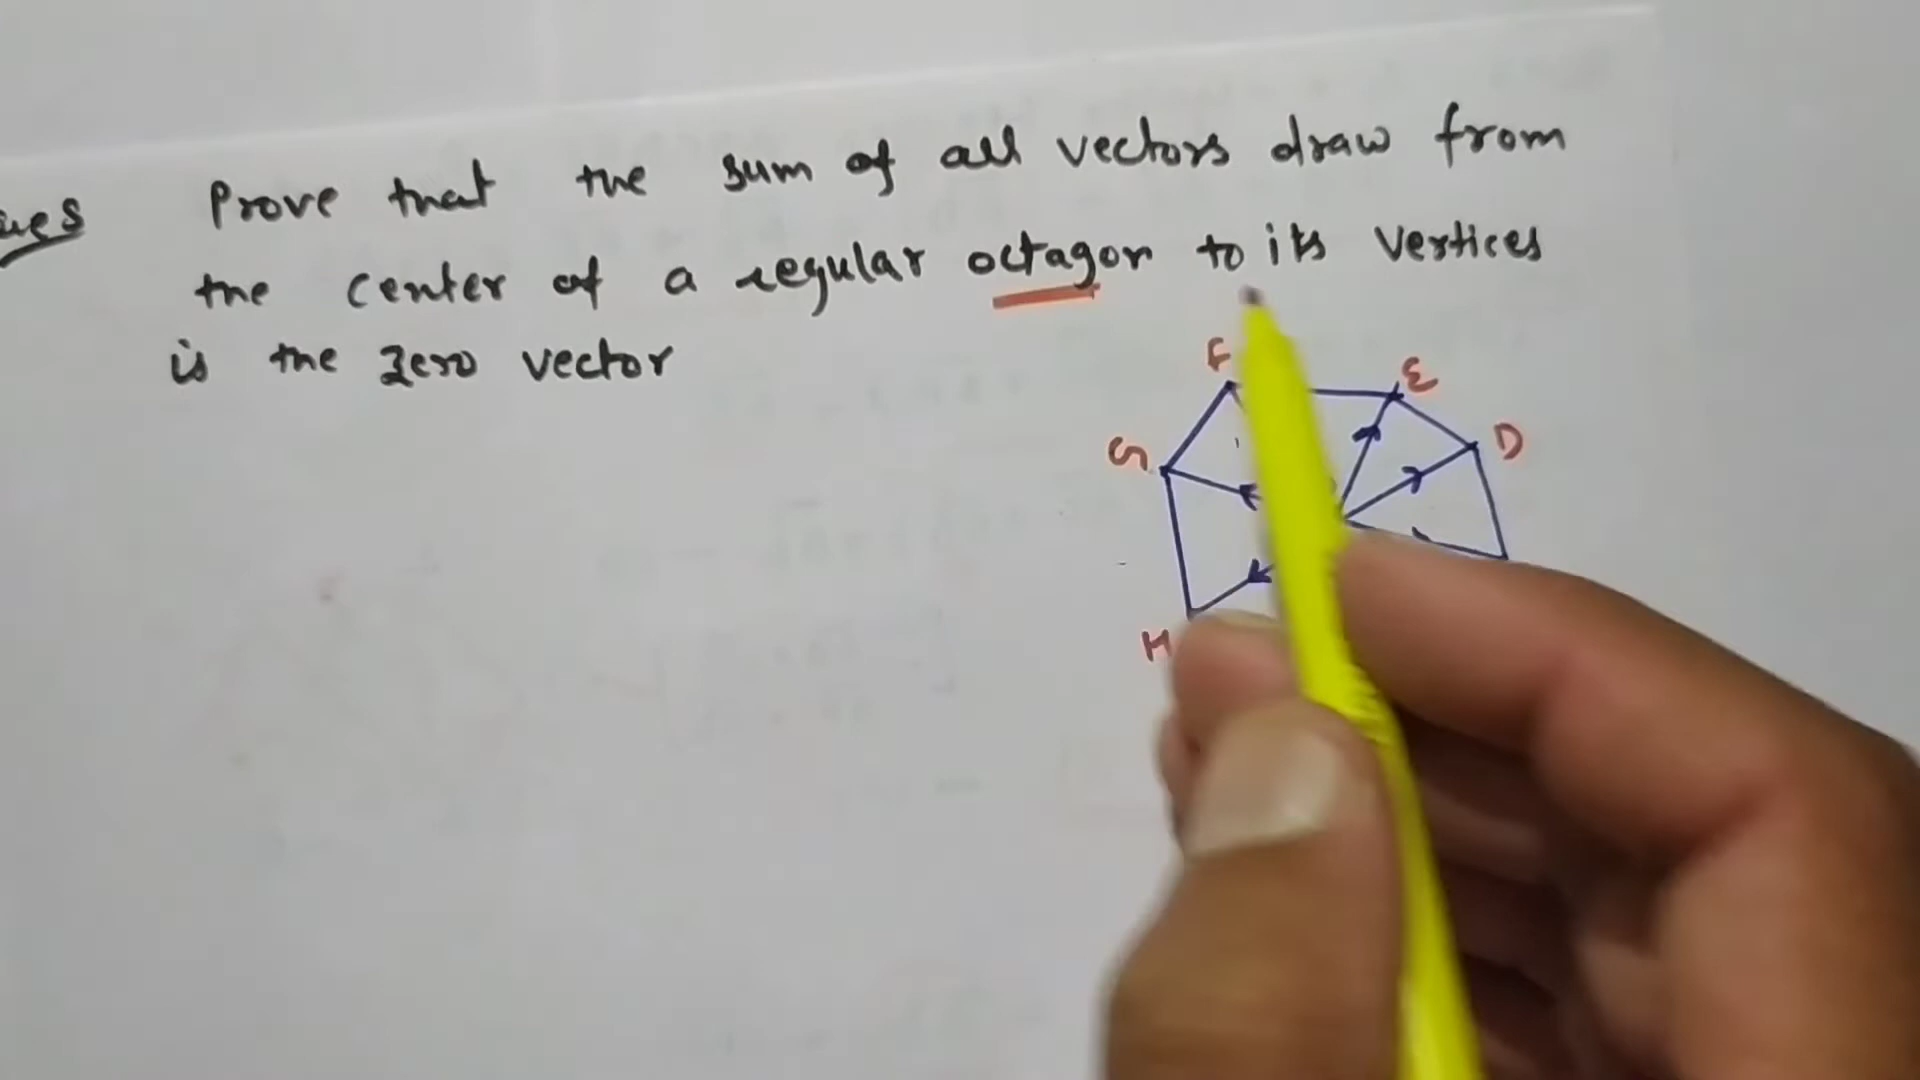 Prove that the sum of all vectors draw from
the center of a regular octagon to its vertices
is the zero vector
F
E
G
D
H